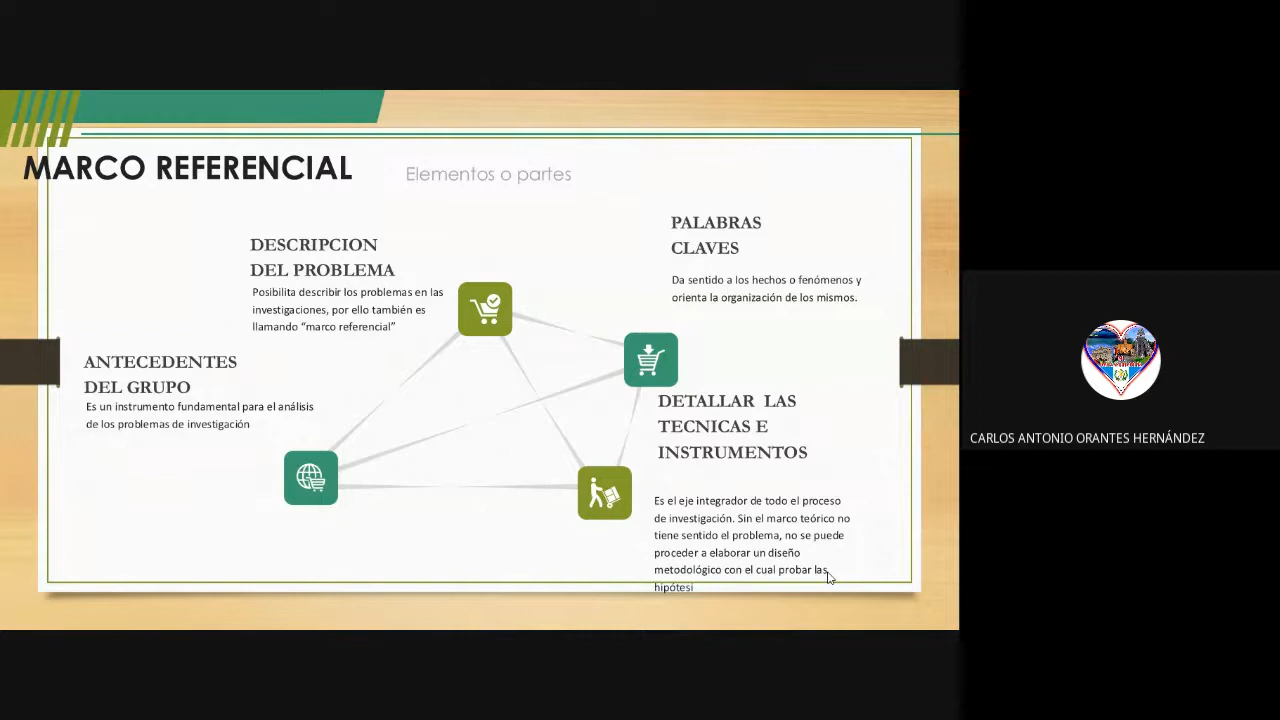 MARCO REFERENCIAL
Elementos o partes
DESCRIPCION
DEL PROBLEMA
Posibilita describir los problemas en las
investigaciones, por ello también es
llamando “marco referencial”
PALABRAS
CLAVES
Da sentido a los hechos o fenómenos y
orienta la organización de los mismos.
ANTECEDENTES
DEL GRUPO
Es un instrumento fundamental para el análisis
de los problemas de investigación
DETALLAR LAS
TECNICAS E
INSTRUMENTOS
Es el eje integrador de todo el proceso
de investigación. Sin el marco teórico no
tiene sentido el problema, no se puede
proceder a elaborar un diseño
metodológico con el cual probar las
hipótesi
CARLOS ANTONIO ORANTES HERNÁNDEZ